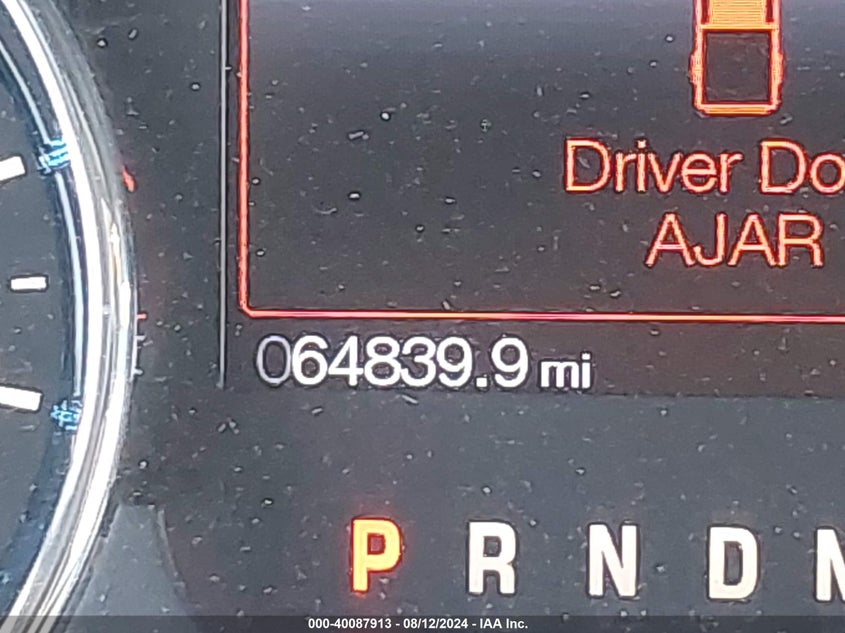 Driver Do
AJAR
064839.9 mi
P R N D M
000-40087913 - 08/12/2024 - IAA Inc.